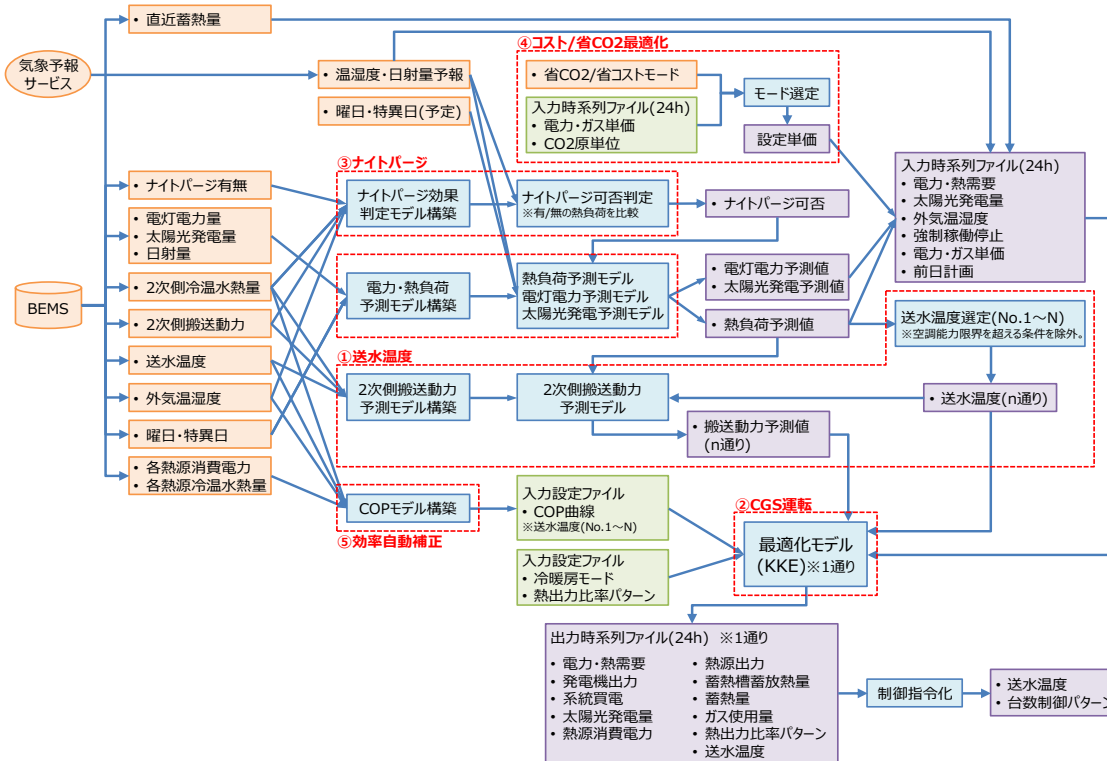 ・ 直近蓄熱量
気象予報
サービス
・ 温湿度・日射量予報
・ 曜日・特異日(予定)
④コスト/省CO2最適化
・ 省CO2/省コストモード
入力時系列ファイル(24h)
・ 電力・ガス単価
・ CO2原単位
モード選定
設定単価
③ナイトパージ
・ ナイトパージ有無
・ 電灯電力量
・ 太陽光発電量
・ 日射量
・ 2次側冷温水熱量
BEMS
・ 2次側搬送動力
・ 送水温度
・ 外気温湿度
・ 曜日・特異日
・ 各熱源消費電力
・ 各熱源冷温水熱量
ナイトパージ効果
判定モデル構築
ナイトパージ可否判定
※有/無の熱負荷を比較
・ ナイトパージ可否
入力時系列ファイル(24h)
・ 電力・熱需要
・ 太陽光発電量
・ 外気温湿度
・ 強制稼働停止
・ 電力・ガス単価
・ 前日計画
電力・熱負荷
予測モデル構築
熱負荷予測モデル
電灯電力予測モデル
太陽光発電予測モデル
・ 電灯電力予測値
・ 太陽光発電予測値
・ 熱負荷予測値
送水温度選定(No.1～N)
※空調能力限界を超える条件を除外。
①送水温度
2次側搬送動力
予測モデル構築
2次側搬送動力
予測モデル
・ 送水温度(n通り)
・ 搬送動力予測値
(n通り)
COPモデル構築
⑤効率自動補正
入力設定ファイル
・ COP曲線
※送水温度(No.1～N)
入力設定ファイル
・ 冷暖房モード
・ 熱出力比率パターン
②CGS運転
最適化モデル
(KKE)※1通り
出力時系列ファイル(24h)　※1通り
・ 電力・熱需要
・ 発電機出力
・ 系統買電
・ 太陽光発電量
・ 熱源消費電力
・ 熱源出力
・ 蓄熱槽蓄放熱量
・ 蓄熱量
・ ガス使用量
・ 熱出力比率パターン
・ 送水温度
制御指令化
・ 送水温度
・ 台数制御パターン